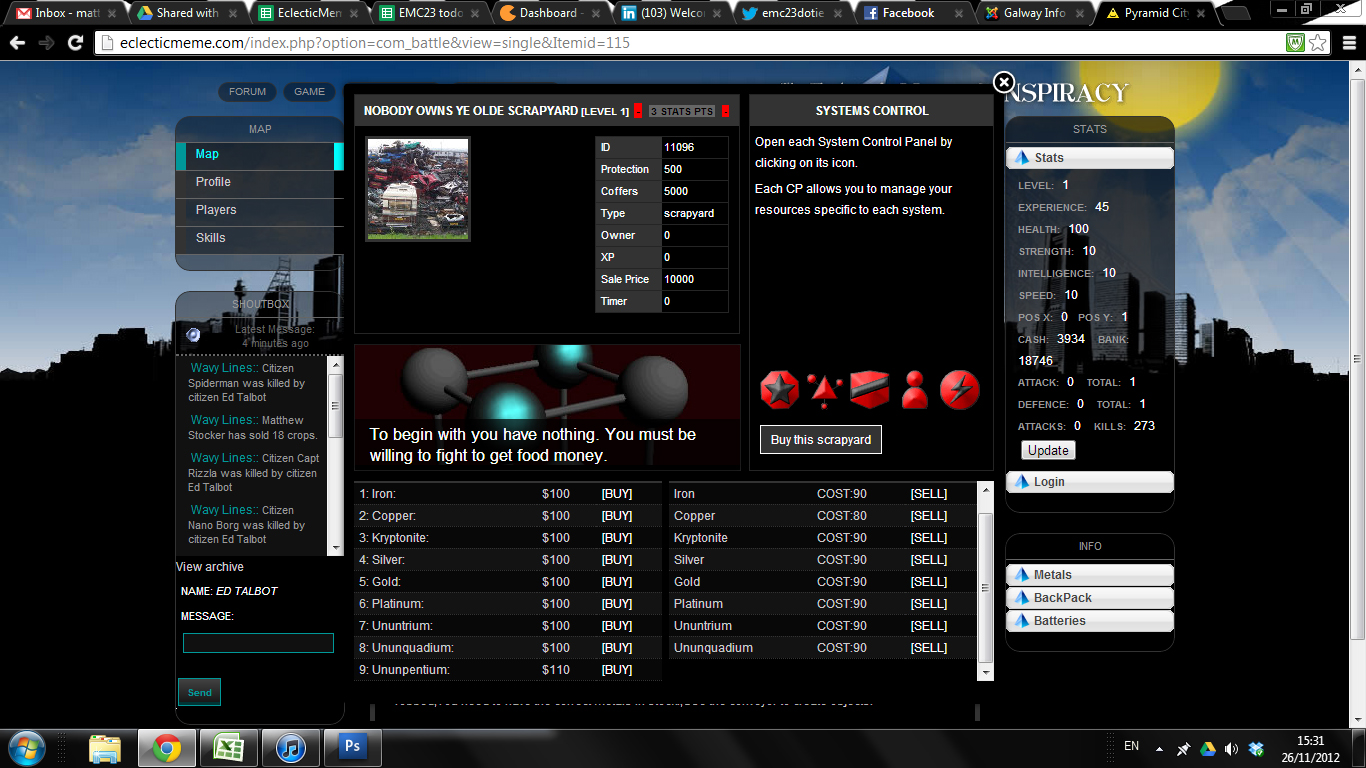 Inbox - matt
Shared with
EclecticMem
EMC23 todo
Dashboard -
(103) Welco
emc23dotie
Facebook
Galway Info
Pyramid City
eclecticmeme.com/index.php?option=com_battle&view=single&Itemid=115
FORUM
GAME
NSPIRACY
MAP
Map
Profile
Players
Skills
SHOUTBOX
Latest Message:
4 minutes ago
Wavy Lines:: Citizen
Spiderman was killed by
citizen Ed Talbot
Wavy Lines:: Matthew
Stocker has sold 18 crops.
Wavy Lines:: Citizen Capt
Rizzla was killed by citizen
Ed Talbot
Wavy Lines:: Citizen
Nano Borg was killed by
citizen Ed Talbot
View archive
NAME: ED TALBOT
MESSAGE:
Send
NOBODY OWNS YE OLDE SCRAPYARD [LEVEL 1] - 3 STATS PTS -
ID 11096
Protection 500
Coffers 5000
Type scrapyard
Owner 0
XP 0
Sale Price 10000
Timer 0
To begin with you have nothing. You must be
willing to fight to get food money.
SYSTEMS CONTROL
Open each System Control Panel by
clicking on its icon.
Each CP allows you to manage your
resources specific to each system.
Buy this scrapyard
1: Iron: $100 [BUY]
2: Copper: $100 [BUY]
3: Kryptonite: $100 [BUY]
4: Silver: $100 [BUY]
5: Gold: $100 [BUY]
6: Platinum: $100 [BUY]
7: Ununtrium: $100 [BUY]
8: Ununquadium: $100 [BUY]
9: Ununpentium: $110 [BUY]
Iron COST:90 [SELL]
Copper COST:80 [SELL]
Kryptonite COST:90 [SELL]
Silver COST:90 [SELL]
Gold COST:90 [SELL]
Platinum COST:90 [SELL]
Ununtrium COST:90 [SELL]
Ununquadium COST:90 [SELL]
STATS
Stats
LEVEL: 1
EXPERIENCE: 45
HEALTH: 100
STRENGTH: 10
INTELLIGENCE: 10
SPEED: 10
POS X: 0 POS Y: 1
CASH: 3934 BANK:
18746
ATTACK: 0 TOTAL: 1
DEFENCE: 0 TOTAL: 1
ATTACKS: 0 KILLS: 273
Update
Login
INFO
Metals
BackPack
Batteries
Ps
EN
15:31
26/11/2012